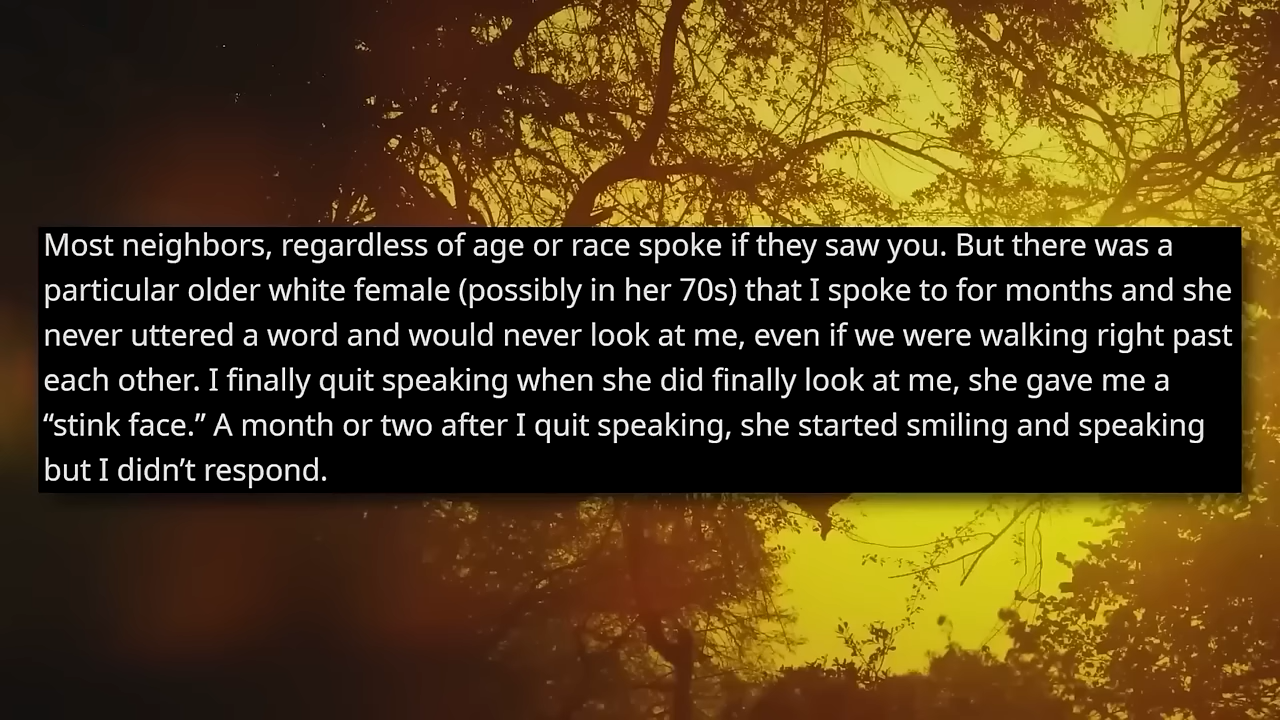 Most neighbors, regardless of age or race spoke if they saw you. But there was a
particular older white female (possibly in her 70s) that I spoke to for months and she
never uttered a word and would never look at me, even if we were walking right past
each other. I finally quit speaking when she did finally look at me, she gave me a
“stink face.” A month or two after I quit speaking, she started smiling and speaking
but I didn’t respond.